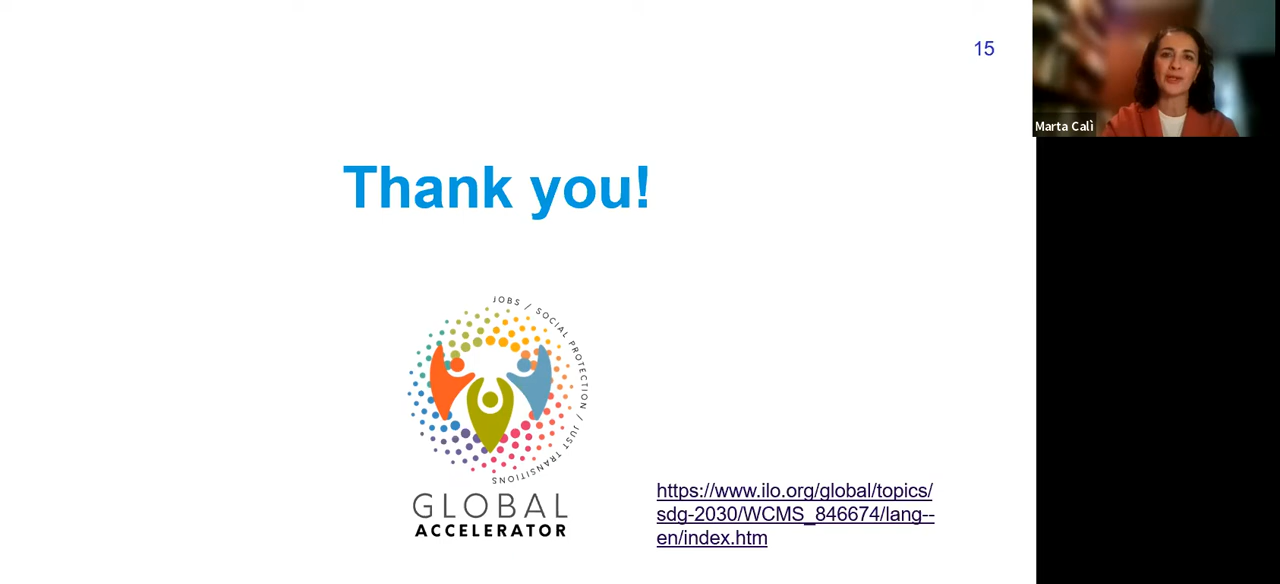 15
Marta Calì
Thank you!
JOBS / SOCIAL PROTECTION / JUST TRANSITIONS
GLOBAL
ACCELERATOR
https://www.ilo.org/global/topics/
sdg-2030/WCMS_846674/lang--
en/index.htm